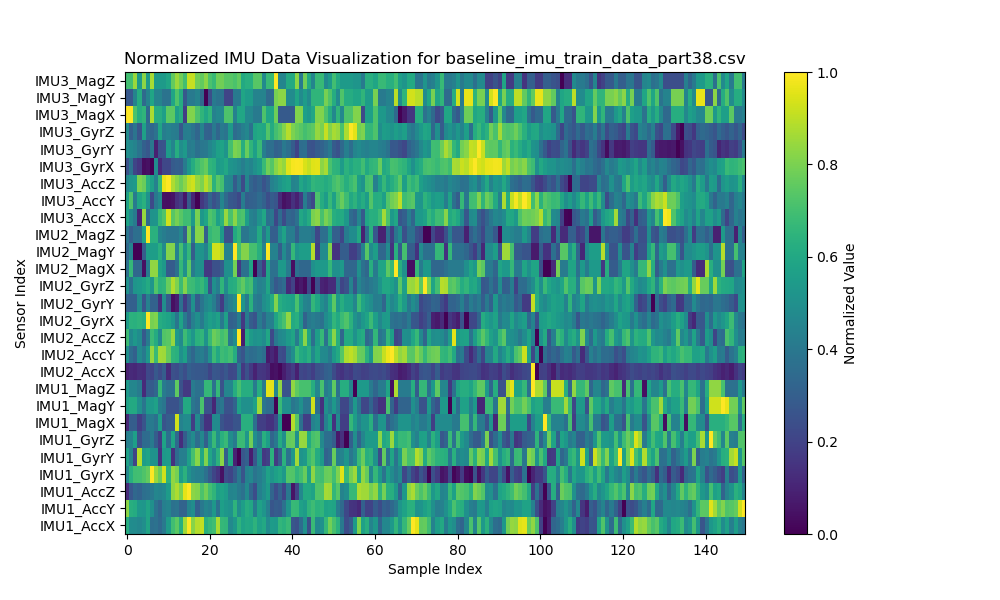 Normalized IMU Data Visualization for baseline_imu_train_data_part38.csv
IMU3_MagZ
IMU3_MagY
IMU3_MagX
IMU3_GyrZ
IMU3_GyrY
IMU3_GyrX
IMU3_AccZ
IMU3_AccY
IMU3_AccX
IMU2_MagZ
IMU2_MagY
IMU2_MagX
IMU2_GyrZ
IMU2_GyrY
IMU2_GyrX
IMU2_AccZ
IMU2_AccY
IMU2_AccX
IMU1_MagZ
IMU1_MagY
IMU1_MagX
IMU1_GyrZ
IMU1_GyrY
IMU1_GyrX
IMU1_AccZ
IMU1_AccY
IMU1_AccX
Sensor Index
0 20 40 60 80 100 120 140
Sample Index
1.0
0.8
0.6
0.4
0.2
0.0
Normalized Value